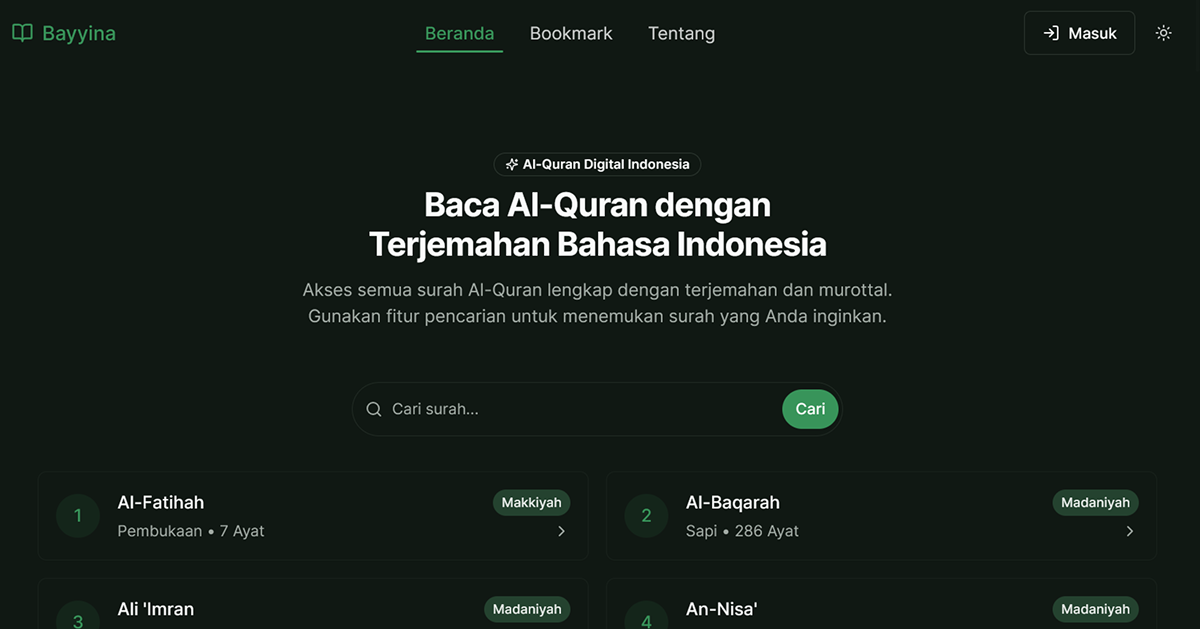 Bayyina
Beranda
Bookmark
Tentang
Masuk
Al-Quran Digital Indonesia
Baca Al-Quran dengan
Terjemahan Bahasa Indonesia
Akses semua surah Al-Quran lengkap dengan terjemahan dan murottal.
Gunakan fitur pencarian untuk menemukan surah yang Anda inginkan.
Cari surah...
Cari
1
Al-Fatihah
Makkiyah
Pembukaan • 7 Ayat
2
Al-Baqarah
Madaniyah
Sapi • 286 Ayat
3
Ali 'Imran
Madaniyah
4
An-Nisa'
Madaniyah